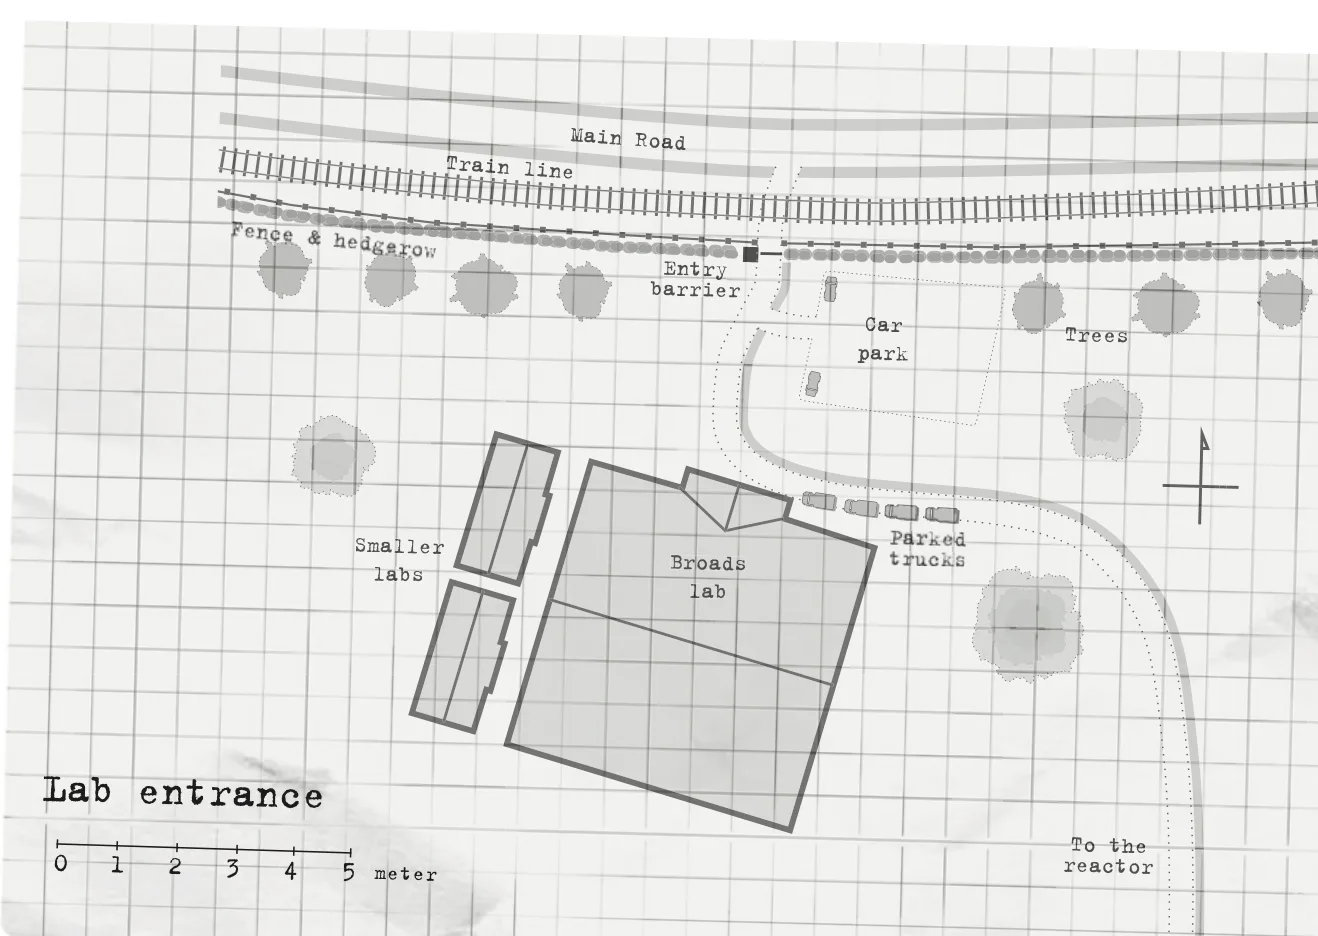 Main Road
Train line
Fence & hedgerow
Entry
barrier
Car
park
Trees
Parked
trucks
Smaller
labs
Broads
lab
Lab entrance
0 1 2 3 4 5 meter
To the
reactor